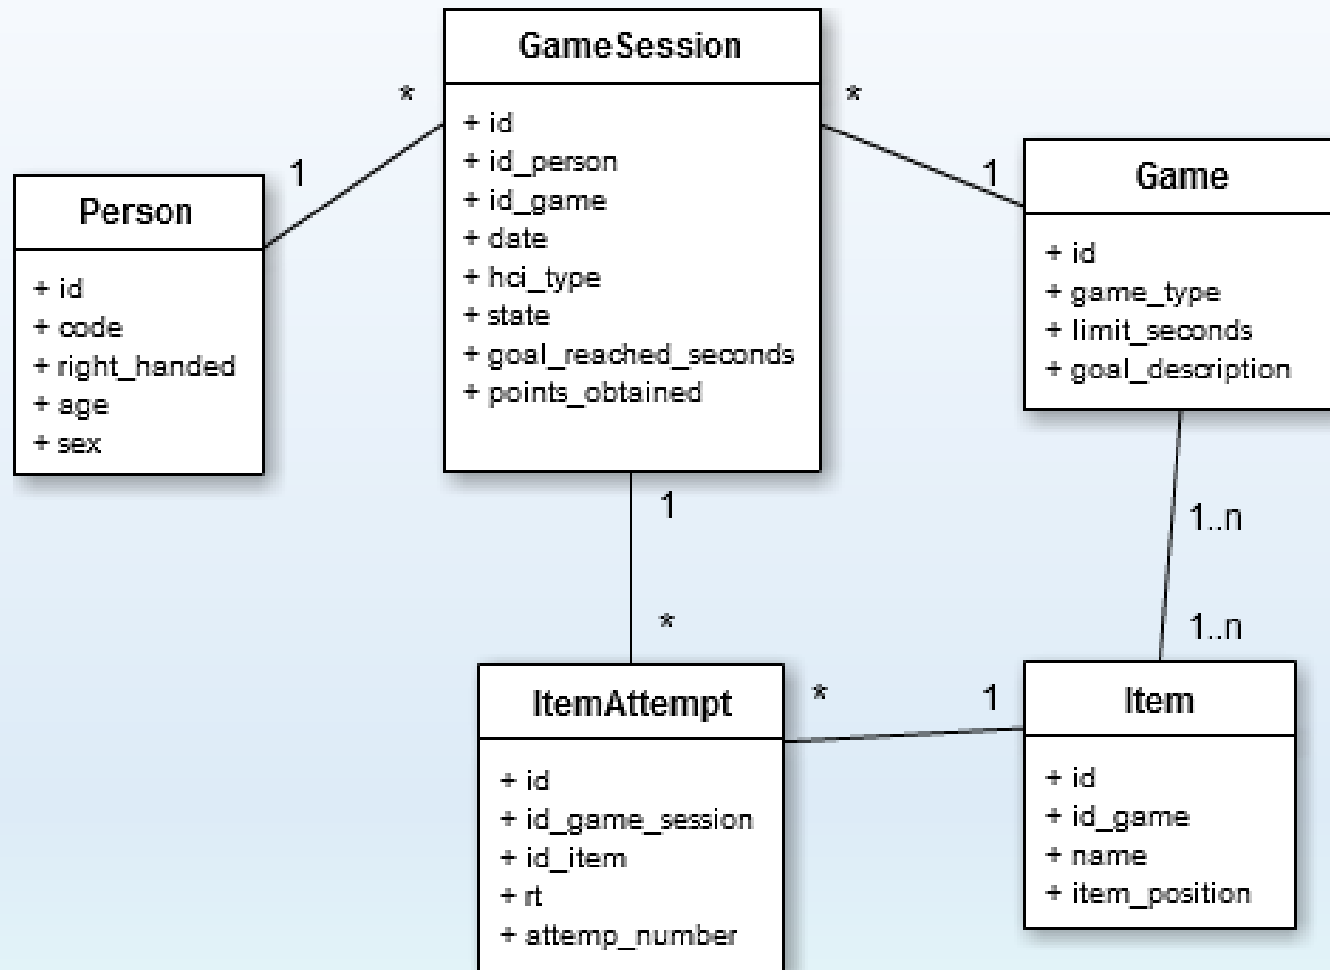 GameSession
+ id
+ id_person
+ id_game
+ date
+ hci_type
+ state
+ goal_reached_seconds
+ points_obtained
*
1
*
1
Person
+ id
+ code
+ right_handed
+ age
+ sex
Game
+ id
+ game_type
+ limit_seconds
+ goal_description
1
*
1..n
1..n
ItemAttempt
+ id
+ id_game_session
+ id_item
+ rt
+ attemp_number
*
1
Item
+ id
+ id_game
+ name
+ item_position